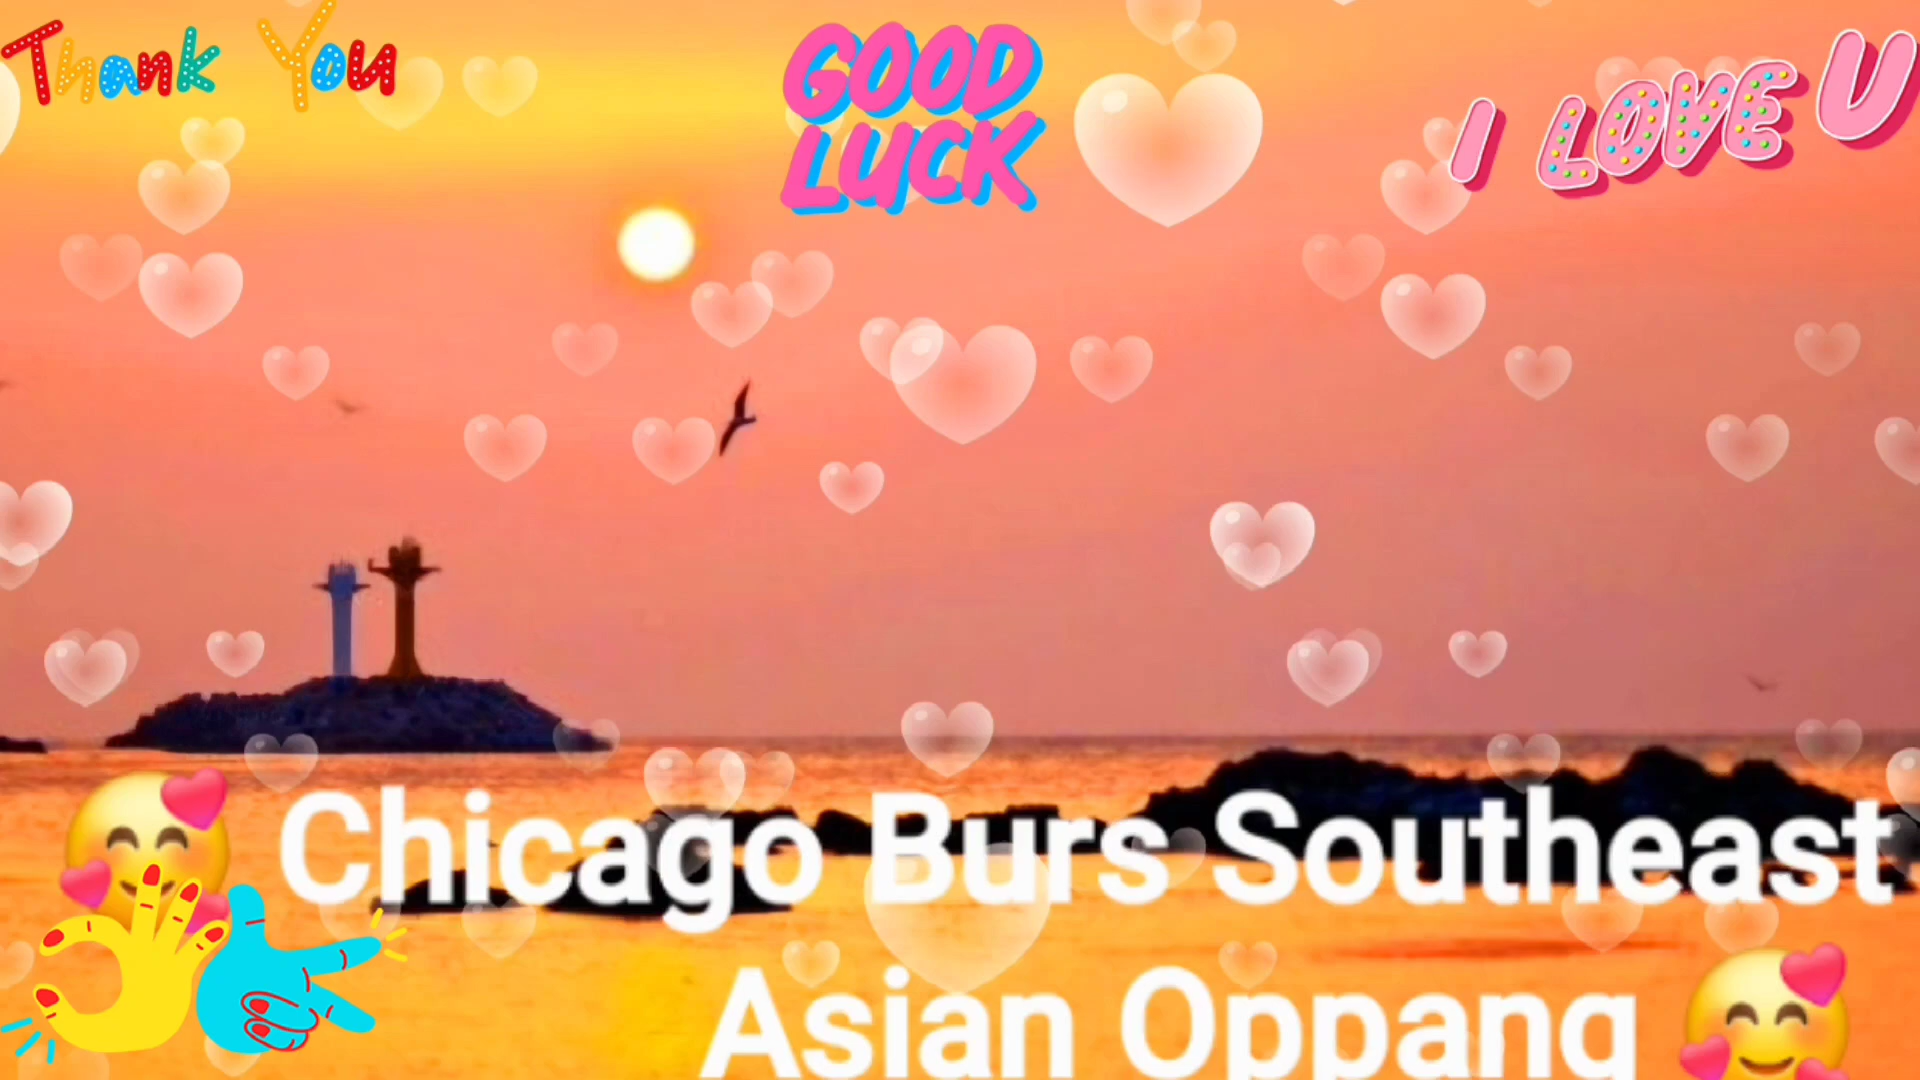 Thank You
GOOD
LUCK
I LOVE U
Chicago Burs Southeast
Asian Oppang